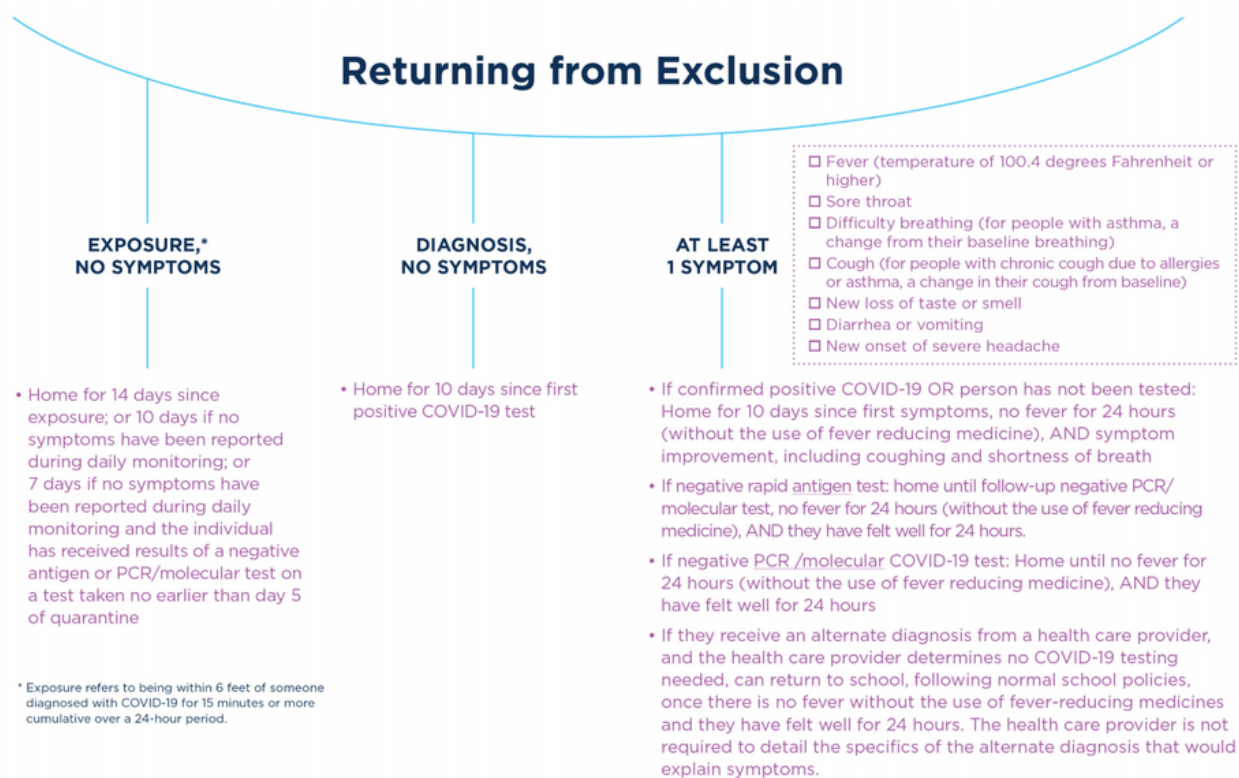 Returning from Exclusion
EXPOSURE,*
NO SYMPTOMS
• Home for 14 days since
exposure; or 10 days if no
symptoms have been reported
during daily monitoring; or
7 days if no symptoms have
been reported during daily
monitoring and the individual
has received results of a negative
antigen or PCR/molecular test on
a test taken no earlier than day 5
of quarantine
* Exposure refers to being within 6 feet of someone
diagnosed with COVID-19 for 15 minutes or more
cumulative over a 24-hour period.
DIAGNOSIS,
NO SYMPTOMS
• Home for 10 days since first
positive COVID-19 test
AT LEAST
1 SYMPTOM
☐ Fever (temperature of 100.4 degrees Fahrenheit or
higher)
☐ Sore throat
☐ Difficulty breathing (for people with asthma, a
change from their baseline breathing)
☐ Cough (for people with chronic cough due to allergies
or asthma, a change in their cough from baseline)
☐ New loss of taste or smell
☐ Diarrhea or vomiting
☐ New onset of severe headache
• If confirmed positive COVID-19 OR person has not been tested:
Home for 10 days since first symptoms, no fever for 24 hours
(without the use of fever reducing medicine), AND symptom
improvement, including coughing and shortness of breath
• If negative rapid antigen test: home until follow-up negative PCR/
molecular test, no fever for 24 hours (without the use of fever reducing
medicine), AND they have felt well for 24 hours.
• If negative PCR /molecular COVID-19 test: Home until no fever for
24 hours (without the use of fever reducing medicine), AND they
have felt well for 24 hours
• If they receive an alternate diagnosis from a health care provider,
and the health care provider determines no COVID-19 testing
needed, can return to school, following normal school policies,
once there is no fever without the use of fever-reducing medicines
and they have felt well for 24 hours. The health care provider is not
required to detail the specifics of the alternate diagnosis that would
explain symptoms.